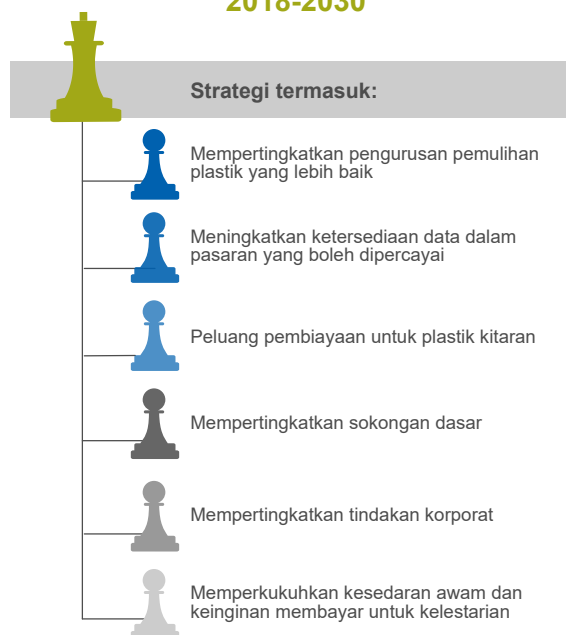 2018-2030
Strategi termasuk:
Mempertingkatkan pengurusan pemulihan
plastik yang lebih baik
Meningkatkan ketersediaan data dalam
pasaran yang boleh dipercayai
Peluang pembiayaan untuk plastik kitaran
Mempertingkatkan sokongan dasar
Mempertingkatkan tindakan korporat
Memperkukuhkan kesedaran awam dan
keinginan membayar untuk kelestarian